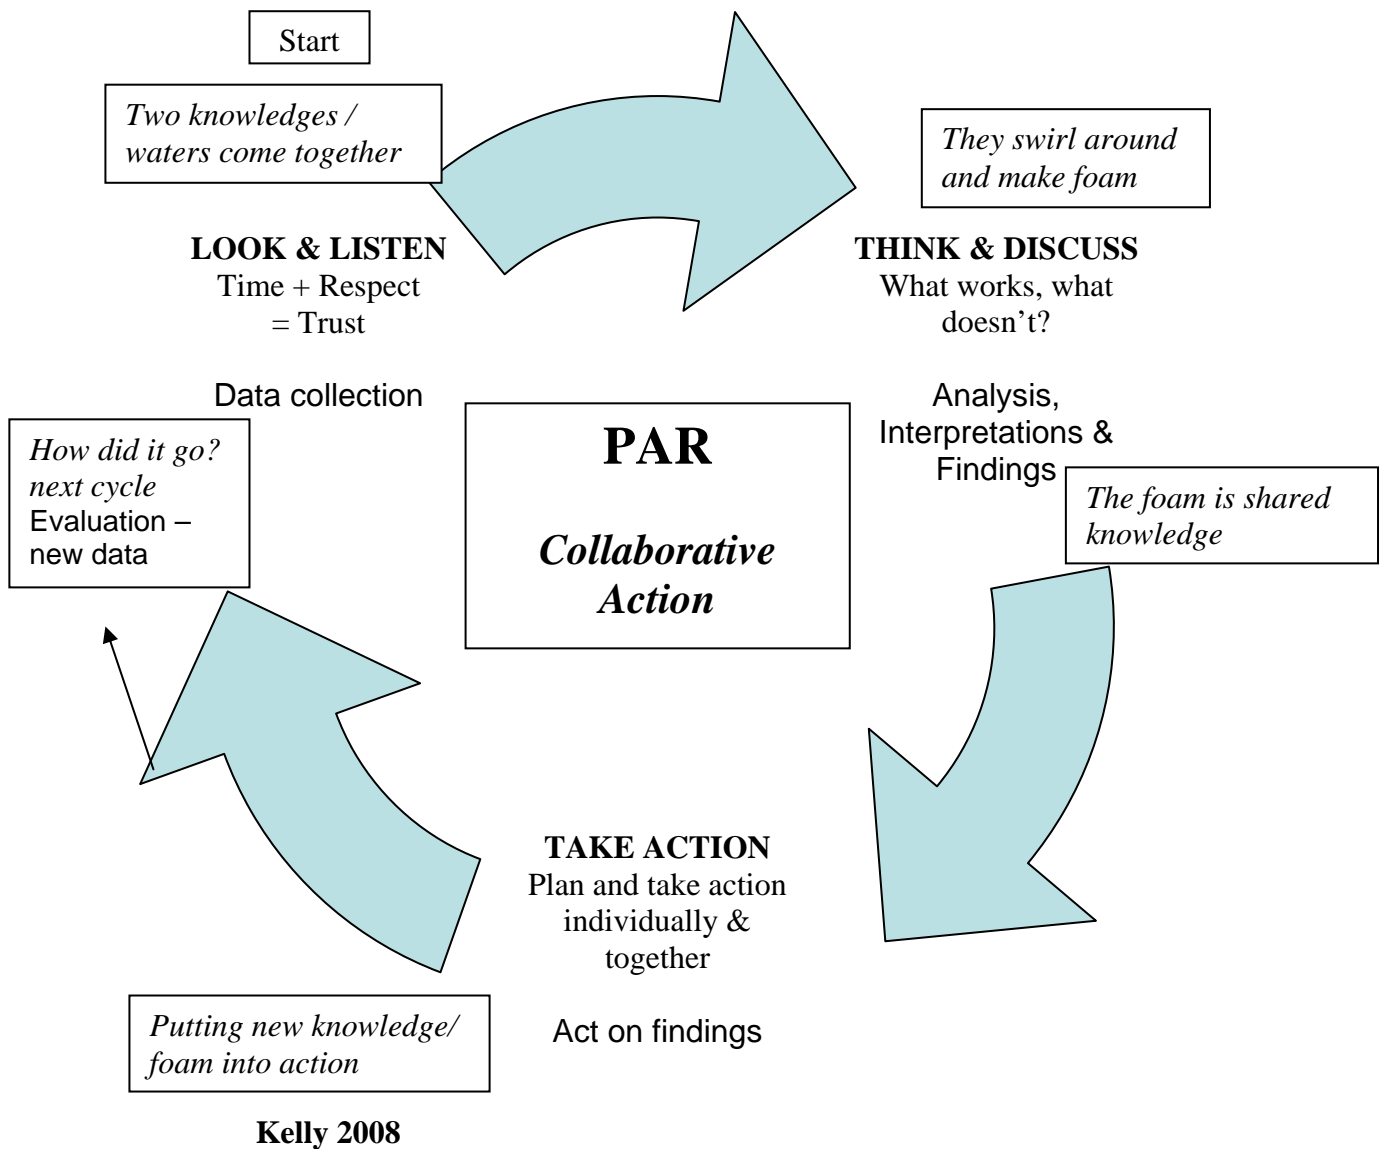 Start
Two knowledges /
waters come together
They swirl around
and make foam
LOOK & LISTEN
Time + Respect
= Trust
Data collection
THINK & DISCUSS
What works, what
doesn’t?
Analysis,
Interpretations &
Findings
The foam is shared
knowledge
PAR
Collaborative
Action
How did it go?
next cycle
Evaluation –
new data
TAKE ACTION
Plan and take action
individually &
together
Act on findings
Putting new knowledge/
foam into action
Kelly 2008